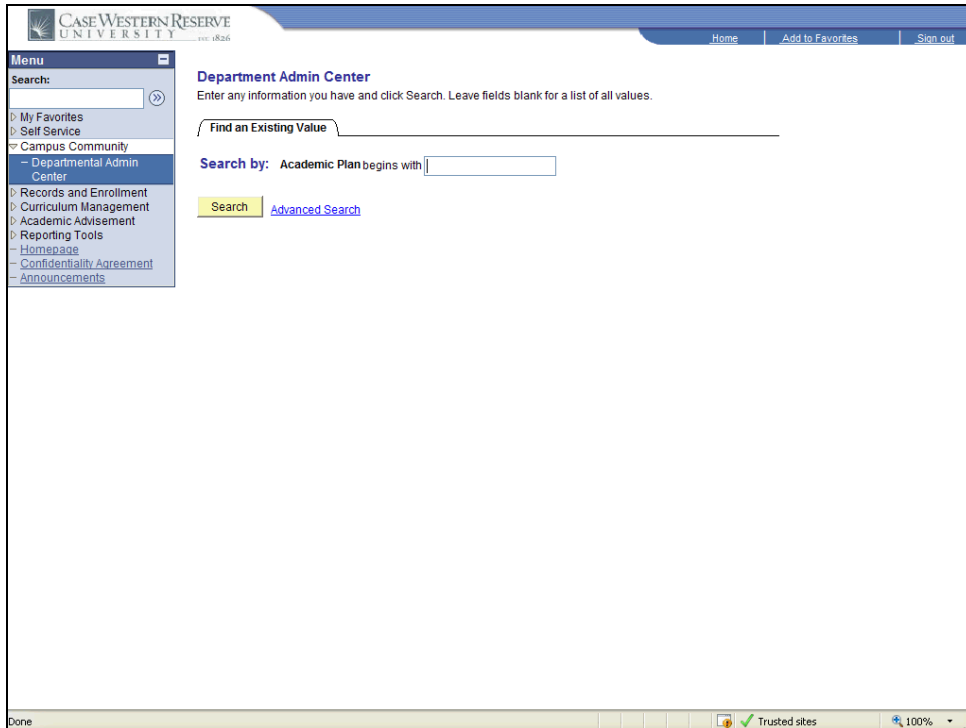 CASE WESTERN RESERVE
UNIVERSITY EST. 1826
Home Add to Favorites Sign out
Menu
Search:
My Favorites
Self Service
Campus Community
Departmental Admin
Center
Records and Enrollment
Curriculum Management
Academic Advisement
Reporting Tools
Homepage
Confidentiality Agreement
Announcements
Department Admin Center
Enter any information you have and click Search. Leave fields blank for a list of all values.
Find an Existing Value
Search by: Academic Plan begins with
Search Advanced Search
Done Trusted sites 100%